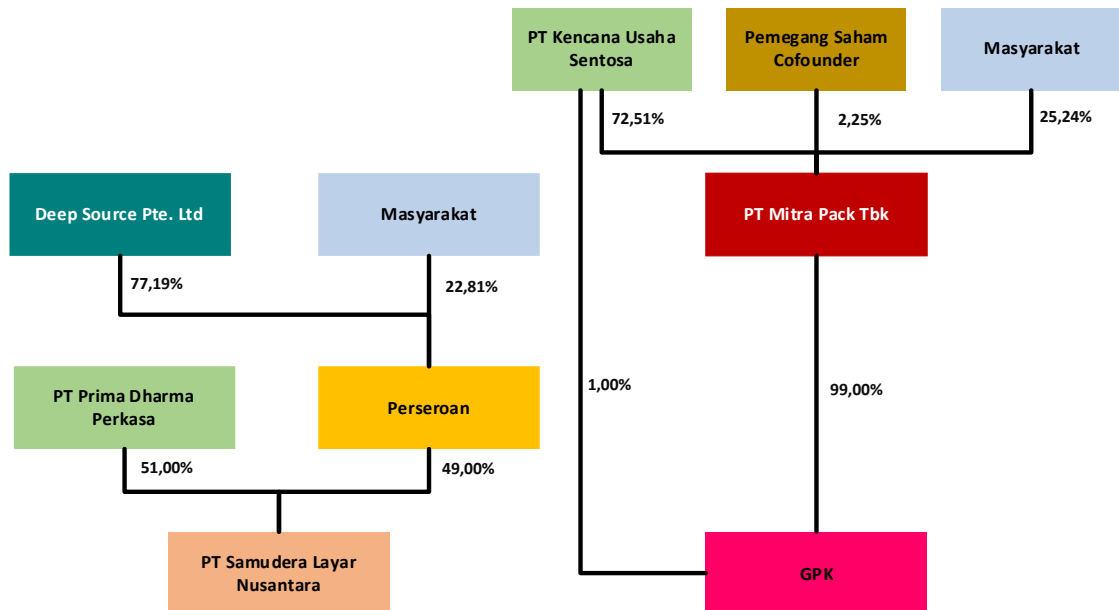 PT Kencana Usaha
Sentosa
Pemegang Saham
Cofounder
Masyarakat
72,51%
2,25%
25,24%
Deep Source Pte. Ltd
Masyarakat
PT Mitra Pack Tbk
77,19%
22,81%
PT Prima Dharma
Perkasa
Perseroan
1,00%
99,00%
51,00%
49,00%
PT Samudera Layar
Nusantara
GPK